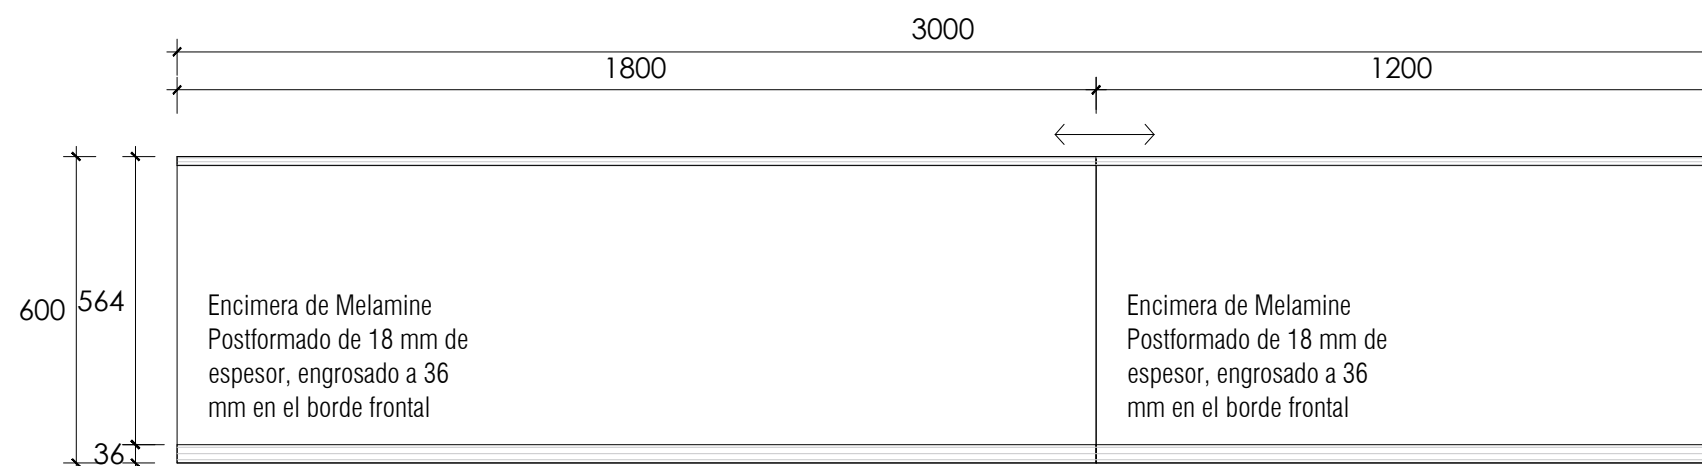 3000
1800
1200
600
564
Encimera de Melamine
Postformado de 18 mm de
espesor, engrosado a 36
mm en el borde frontal
Encimera de Melamine
Postformado de 18 mm de
espesor, engrosado a 36
mm en el borde frontal
36